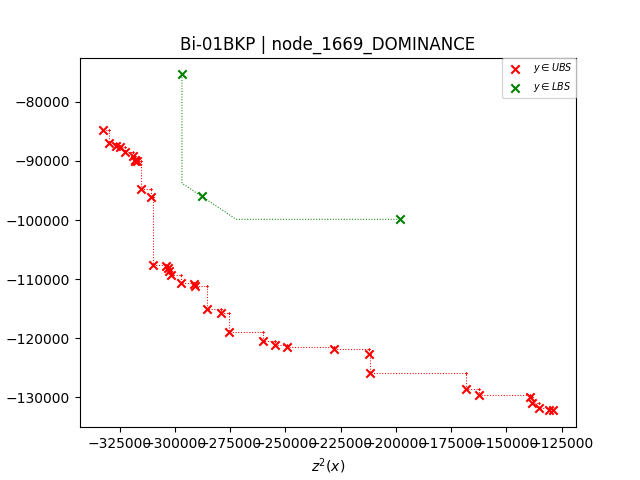 Bi-01BKP | node_1669_DOMINANCE
y ∈ UBS
y ∈ LBS
−80000
−90000
−100000
−110000
−120000
−130000
−325000−300000−275000−250000−225000−200000−175000−150000−125000
z²(x)